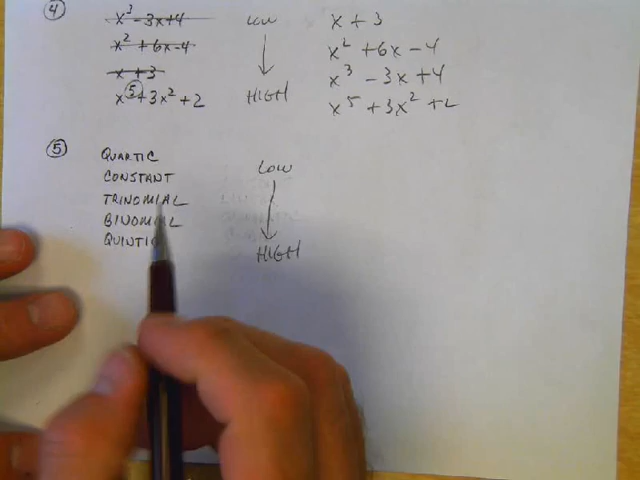 ④ x³ - 3x + 4 LOW x + 3
x² + 6x - 4 x² + 6x - 4
x + 3 x³ - 3x + 4
x⁵ + 3x² + 2 HIGH x⁵ + 3x² + 2
⑤ QUARTIC LOW
CONSTANT
TRINOMIAL
BINOMIAL
QUINTIC HIGH